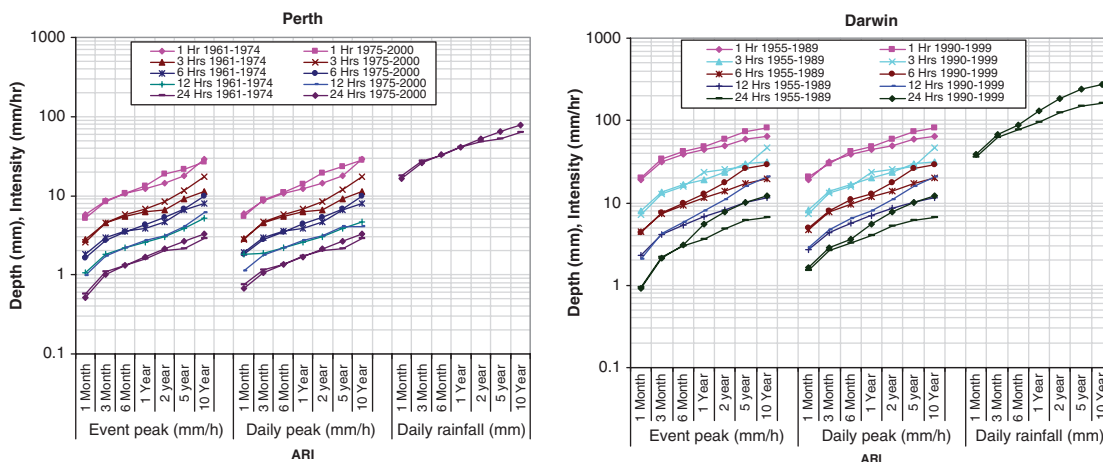 Perth
Depth (mm), Intensity (mm/hr)
1000
100
10
1
0.1
1 Hr 1961-1974
1 Hr 1975-2000
3 Hrs 1961-1974
3 Hrs 1975-2000
6 Hrs 1961-1974
6 Hrs 1975-2000
12 Hrs 1961-1974
12 Hrs 1975-2000
24 Hrs 1961-1974
24 Hrs 1975-2000
1 Month
3 Month
6 Month
1 Year
2 year
5 year
10 Year
1 Month
3 Month
6 Month
1 Year
2 year
5 year
10 Year
1 Month
3 Month
6 Month
1 Year
2 year
5 year
10 Year
Event peak (mm/h)
Daily peak (mm/h)
Daily rainfall (mm)
ARI
Darwin
Depth (mm), Intensity (mm/hr)
1000
100
10
1
0.1
1 Hr 1955-1989
1 Hr 1990-1999
3 Hrs 1955-1989
3 Hrs 1990-1999
6 Hrs 1955-1989
6 Hrs 1990-1999
12 Hrs 1955-1989
12 Hrs 1990-1999
24 Hrs 1955-1989
24 Hrs 1990-1999
1 Month
3 Month
6 Month
1 Year
2 year
5 year
10 Year
1 Month
3 Month
6 Month
1 Year
2 year
5 year
10 Year
1 Month
3 Month
6 Month
1 Year
2 year
5 year
10 Year
Event peak (mm/h)
Daily peak (mm/h)
Daily rainfall (mm)
ARI